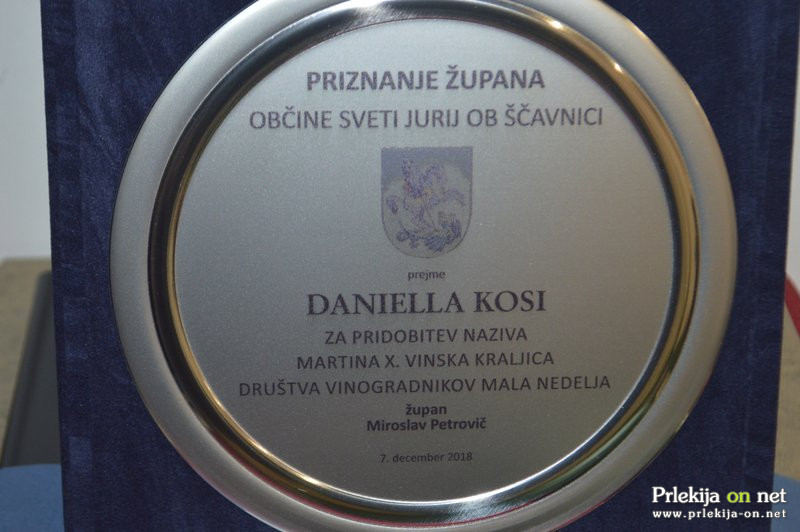 PRIZNANJE ŽUPANA
OBČINE SVETI JURIJ OB ŠČAVNICI
prejme
DANIELLA KOSI
ZA PRIDOBITEV NAZIVA
MARTINA X. VINSKA KRALJICA
DRUŠTVA VINOGRADNIKOV MALA NEDELJA
župan
Miroslav Petrovič
7. december 2018
Prlekija on net
www.prlekija-on.net